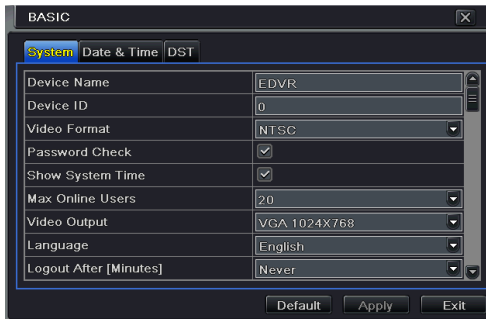 BASIC
System Date & Time DST
Device Name EDVR
Device ID 0
Video Format NTSC
Password Check
Show System Time
Max Online Users 20
Video Output VGA 1024X768
Language English
Logout After [Minutes] Never
Default Apply Exit